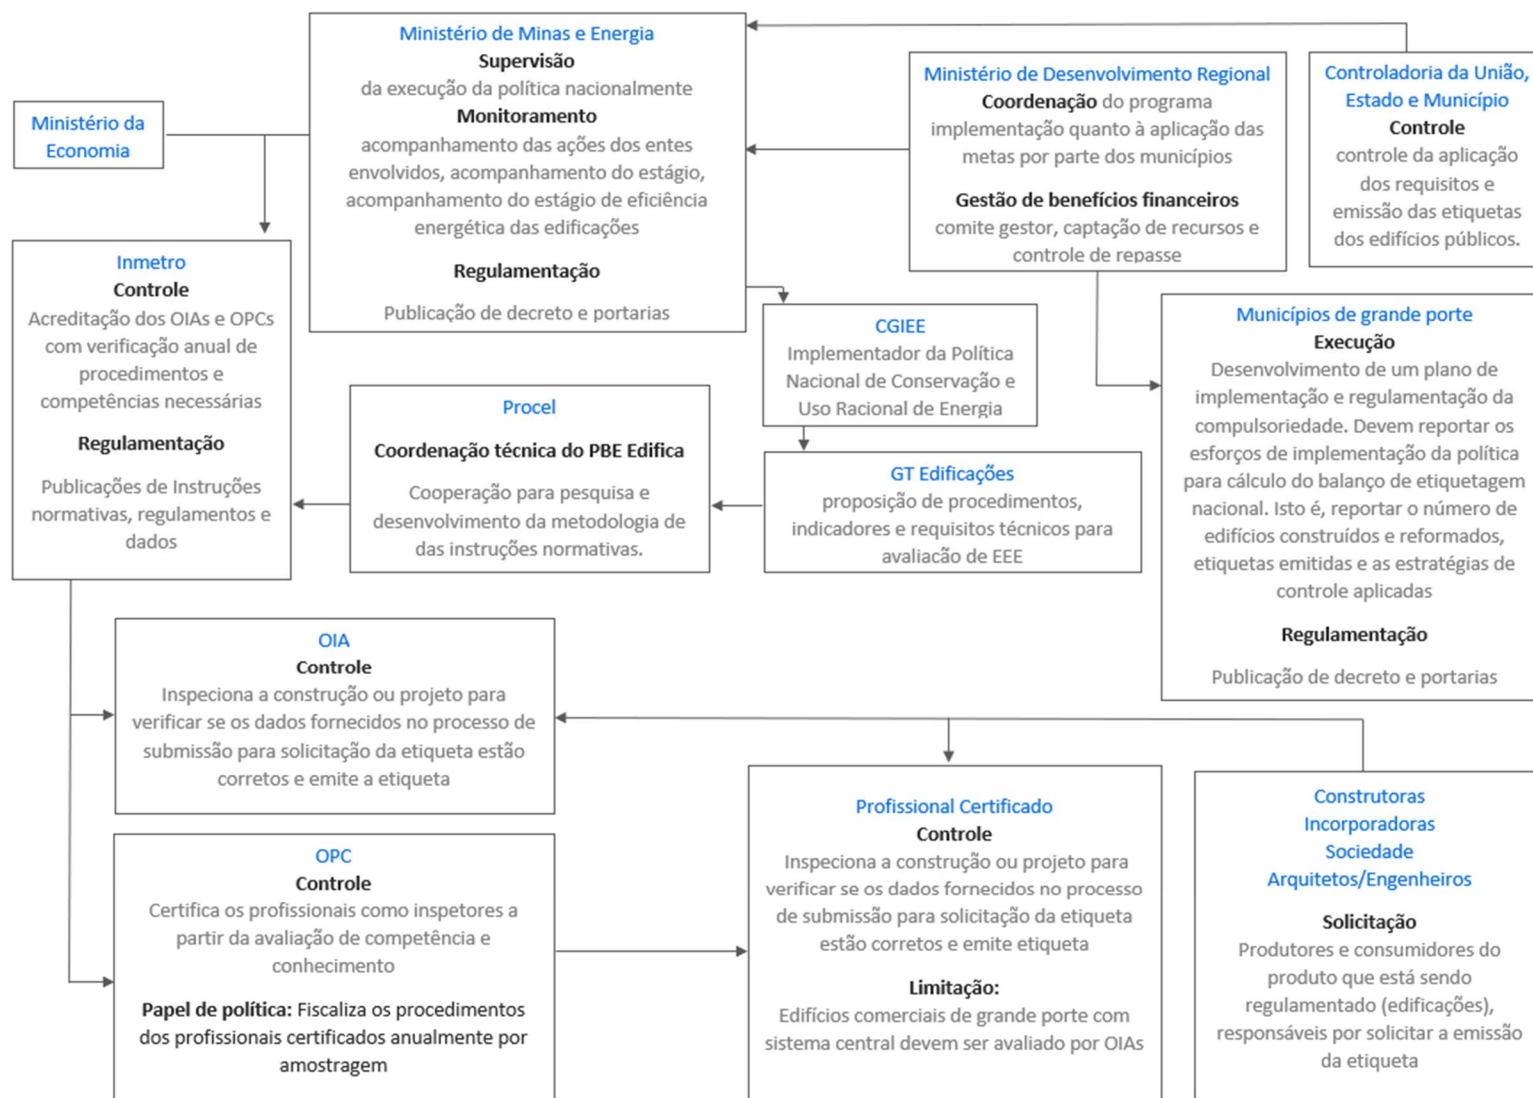 Ministério da
Economia
Ministério de Minas e Energia
Supervisão
da execução da política nacionalmente
Monitoramento
acompanhamento das ações dos entes
envolvidos, acompanhamento do estágio,
acompanhamento do estágio de eficiência
energética das edificações
Regulamentação
Publicação de decreto e portarias
Ministério de Desenvolvimento Regional
Coordenação do programa
implementação quanto à aplicação das
metas por parte dos municípios
Gestão de benefícios financeiros
comite gestor, captação de recursos e
controle de repasse
Controladoria da União,
Estado e Município
Controle
controle da aplicação
dos requisitos e
emissão das etiquetas
dos edifícios públicos.
Inmetro
Controle
Acreditação dos OIAs e OPCs
com verificação anual de
procedimentos e
competências necessárias
Regulamentação
Publicações de Instruções
normativas, regulamentos e
dados
Procel
Coordenação técnica do PBE Edifica
Cooperação para pesquisa e
desenvolvimento da metodologia de
das instruções normativas.
CGIEE
Implementador da Política
Nacional de Conservação e
Uso Racional de Energia
GT Edificações
proposição de procedimentos,
indicadores e requisitos técnicos para
avaliacão de EEE
Municípios de grande porte
Execução
Desenvolvimento de um plano de
implementação e regulamentação da
compulsoriedade. Devem reportar os
esforços de implementação da política
para cálculo do balanço de etiquetagem
nacional. Isto é, reportar o número de
edifícios construídos e reformados,
etiquetas emitidas e as estratégias de
controle aplicadas
Regulamentação
Publicação de decreto e portarias
OIA
Controle
Inspeciona a construção ou projeto para
verificar se os dados fornecidos no processo de
submissão para solicitação da etiqueta estão
corretos e emite a etiqueta
OPC
Controle
Certifica os profissionais como inspetores a
partir da avaliação de competência e
conhecimento
Papel de política: Fiscaliza os procedimentos
dos profissionais certificados anualmente por
amostragem
Profissional Certificado
Controle
Inspeciona a construção ou projeto para
verificar se os dados fornecidos no processo
de submissão para solicitação da etiqueta
estão corretos e emite etiqueta
Limitação:
Edifícios comerciais de grande porte com
sistema central devem ser avaliado por OIAs
Construtoras
Incorporadoras
Sociedade
Arquitetos/Engenheiros
Solicitação
Produtores e consumidores do
produto que está sendo
regulamentado (edificações),
responsáveis por solicitar a emissão
da etiqueta